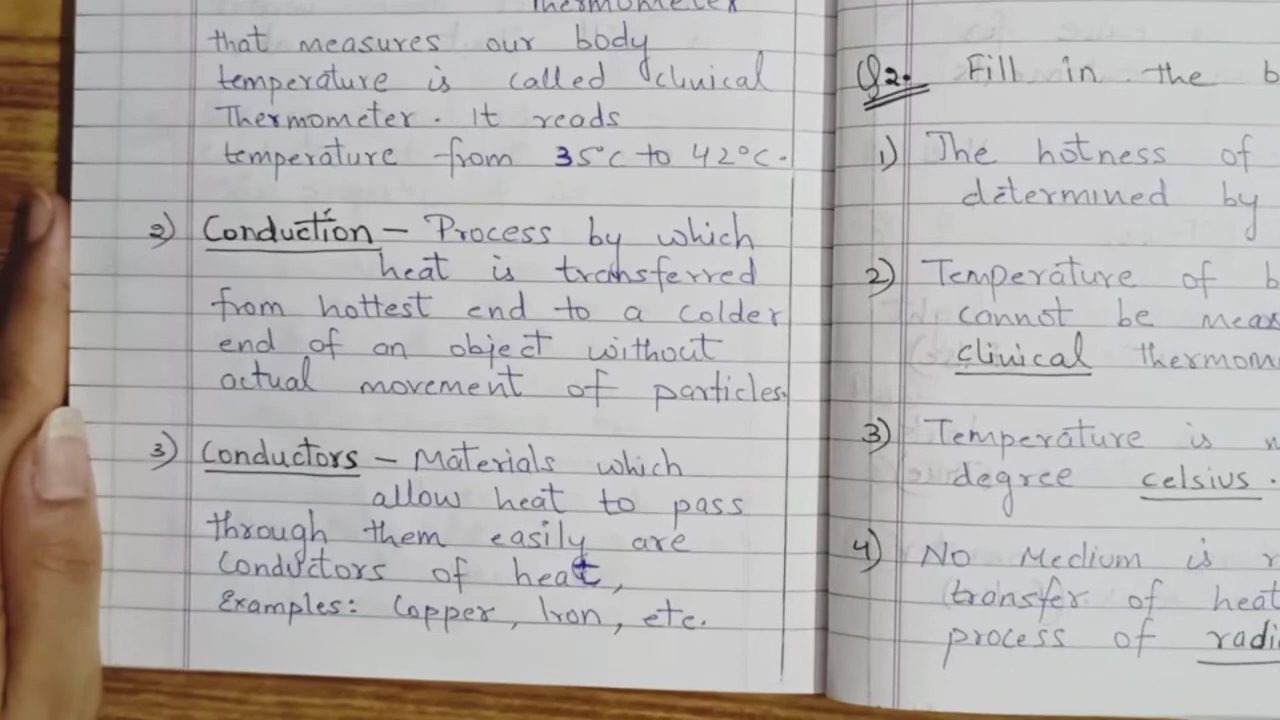 Thermometer
that measures our body
temperature is called clinical
Thermometer. It reads
temperature from 35°C to 42°C.
2) Conduction - Process by which
heat is transferred
from hottest end to a colder
end of an object without
actual movement of particles.
3) Conductors - Materials which
allow heat to pass
through them easily are
Conductors of heat,
Examples: Copper, Iron, etc.
Q2. Fill in the b
1) The hotness of
determined by
2) Temperature of b
cannot be meas
clinical thermom
3) Temperature is
degree celsius.
4) No Medium is r
transfer of heat
process of radi